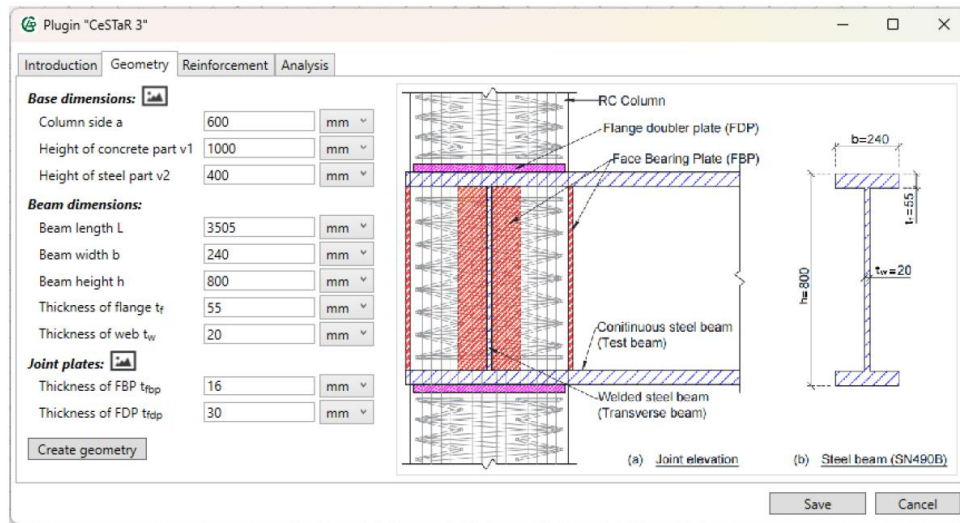 Plugin "CeSTaR 3"
Introduction Geometry Reinforcement Analysis
Base dimensions:
Column side a 600 mm
Height of concrete part v1 1000 mm
Height of steel part v2 400 mm
Beam dimensions:
Beam length L 3505 mm
Beam width b 240 mm
Beam height h 800 mm
Thickness of flange tf 55 mm
Thickness of web tw 20 mm
Joint plates:
Thickness of FBP tfbp 16 mm
Thickness of FDP tfdp 30 mm
Create geometry
RC Column
Flange doubler plate (FDP)
Face Bearing Plate (FBP)
Conitinuous steel beam
(Test beam)
Welded steel beam
(Transverse beam)
(a) Joint elevation
b=240
tf=55
tw=20
h=800
(b) Steel beam (SN490B)
Save Cancel